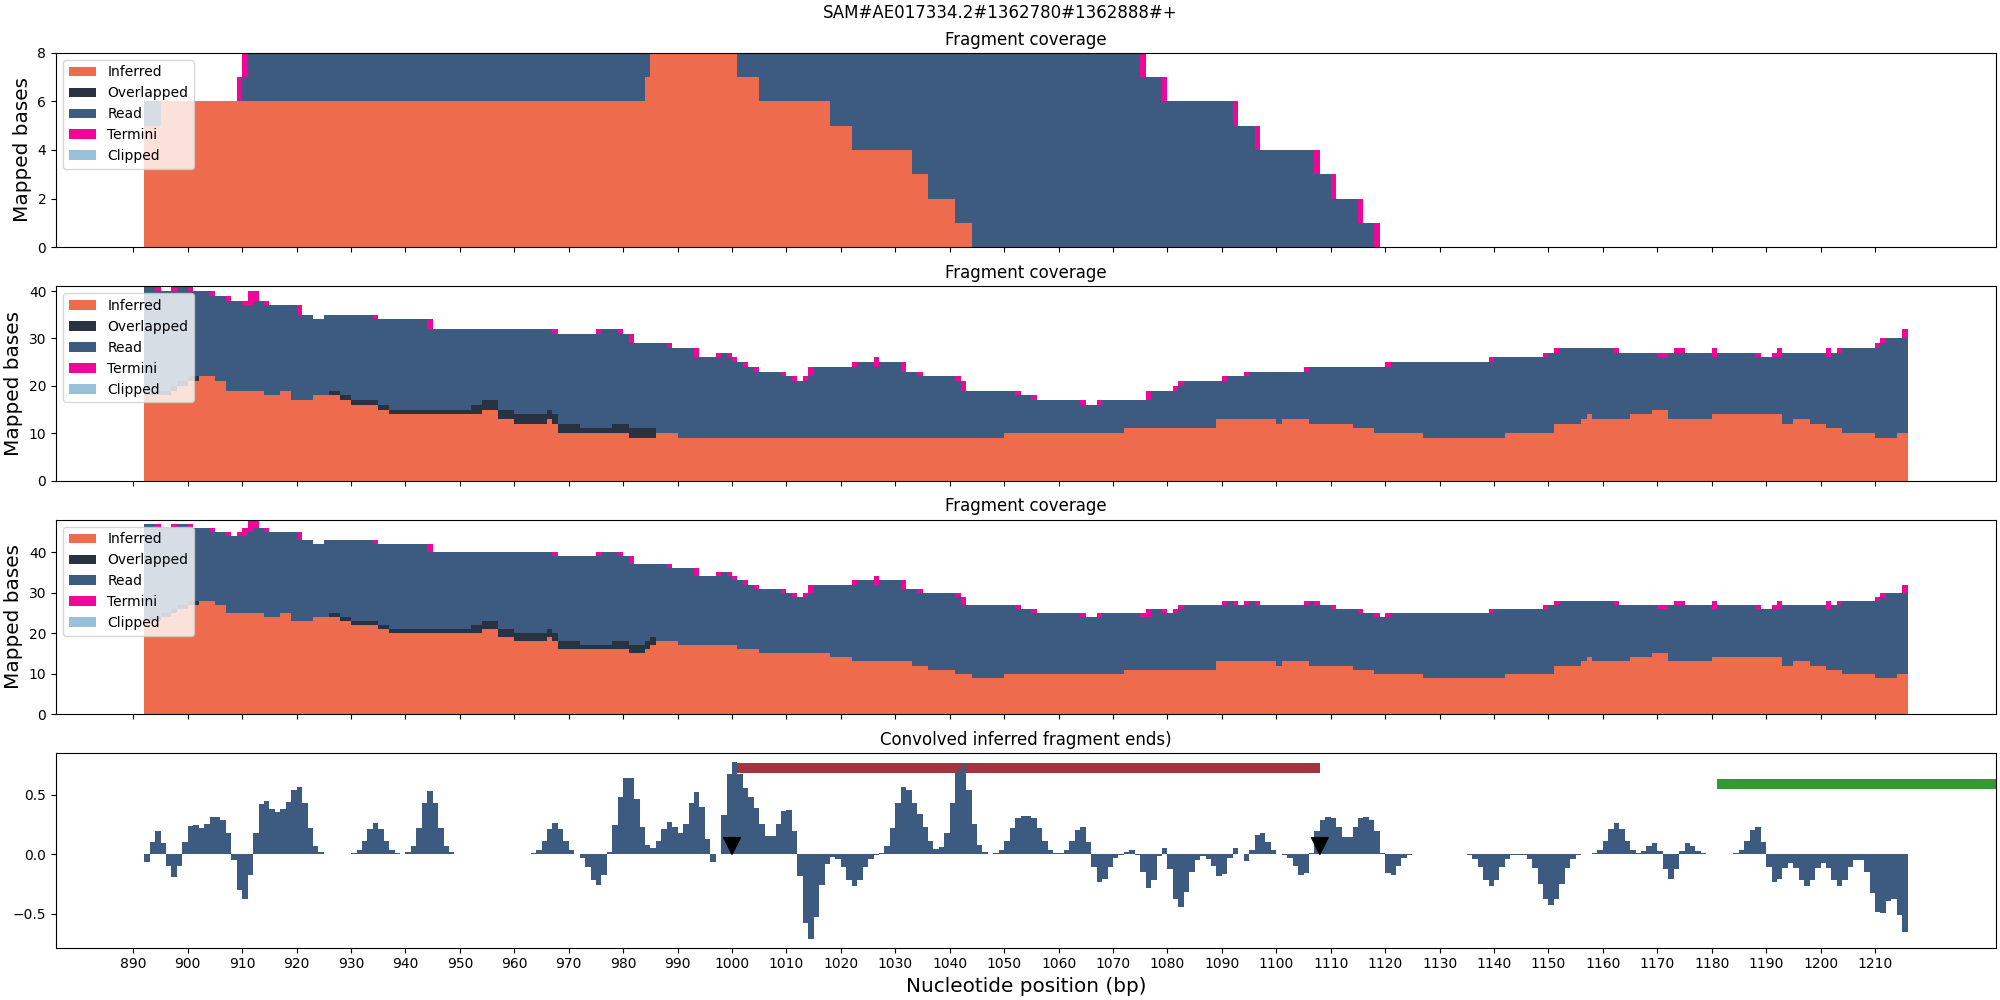 SAM#AE017334.2#1362780#1362888#+
Fragment coverage
Mapped bases
8
6
4
2
0
Inferred
Overlapped
Read
Termini
Clipped
Fragment coverage
Mapped bases
40
30
20
10
0
Inferred
Overlapped
Read
Termini
Clipped
Fragment coverage
Mapped bases
40
30
20
10
0
Inferred
Overlapped
Read
Termini
Clipped
Convolved inferred fragment ends)
0.5
0.0
−0.5
890 900 910 920 930 940 950 960 970 980 990 1000 1010 1020 1030 1040 1050 1060 1070 1080 1090 1100 1110 1120 1130 1140 1150 1160 1170 1180 1190 1200 1210
Nucleotide position (bp)